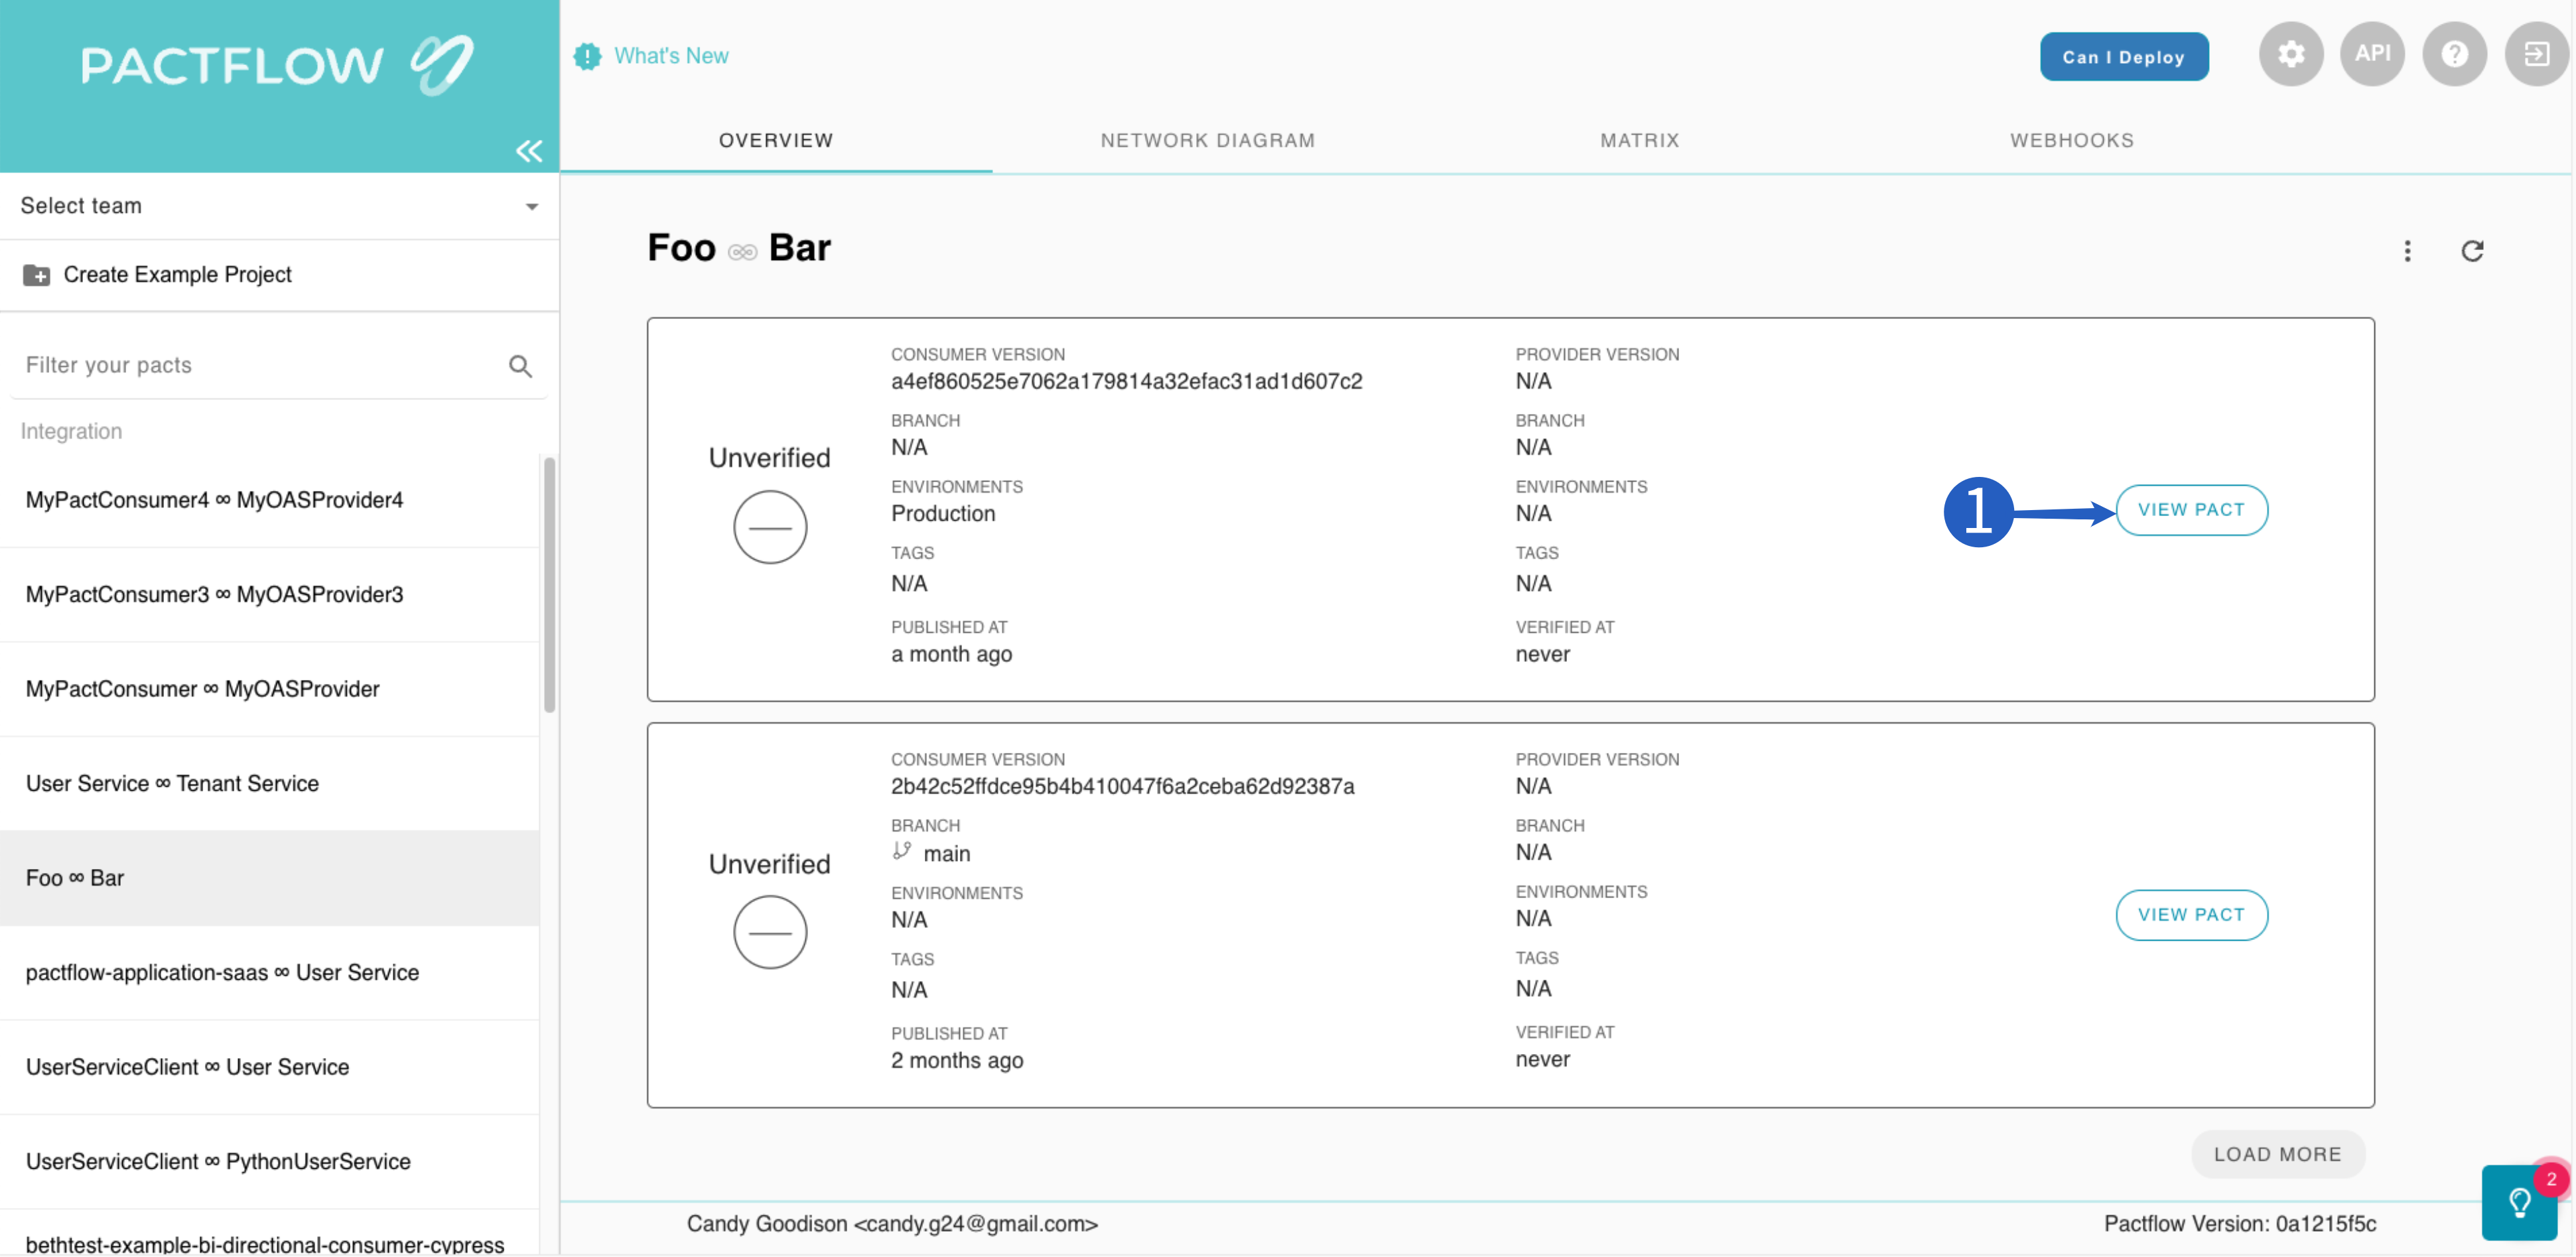 PACTFLOW
What's New
Can I Deploy
API
OVERVIEW
NETWORK DIAGRAM
MATRIX
WEBHOOKS
Select team
Create Example Project
Filter your pacts
Integration
MyPactConsumer4 ∞ MyOASProvider4
MyPactConsumer3 ∞ MyOASProvider3
MyPactConsumer ∞ MyOASProvider
User Service ∞ Tenant Service
Foo ∞ Bar
pactflow-application-saas ∞ User Service
UserServiceClient ∞ User Service
UserServiceClient ∞ PythonUserService
bethtest-example-bi-directional-consumer-cypress
Foo ∞ Bar
Unverified
CONSUMER VERSION
a4ef860525e7062a179814a32efac31ad1d607c2
BRANCH
N/A
ENVIRONMENTS
Production
TAGS
N/A
PUBLISHED AT
a month ago
PROVIDER VERSION
N/A
BRANCH
N/A
ENVIRONMENTS
N/A
TAGS
N/A
VERIFIED AT
never
1
VIEW PACT
Unverified
CONSUMER VERSION
2b42c52ffdce95b4b410047f6a2ceba62d92387a
BRANCH
main
ENVIRONMENTS
N/A
TAGS
N/A
PUBLISHED AT
2 months ago
PROVIDER VERSION
N/A
BRANCH
N/A
ENVIRONMENTS
N/A
TAGS
N/A
VERIFIED AT
never
VIEW PACT
LOAD MORE
2
Candy Goodison <candy.g24@gmail.com>
Pactflow Version: 0a1215f5c